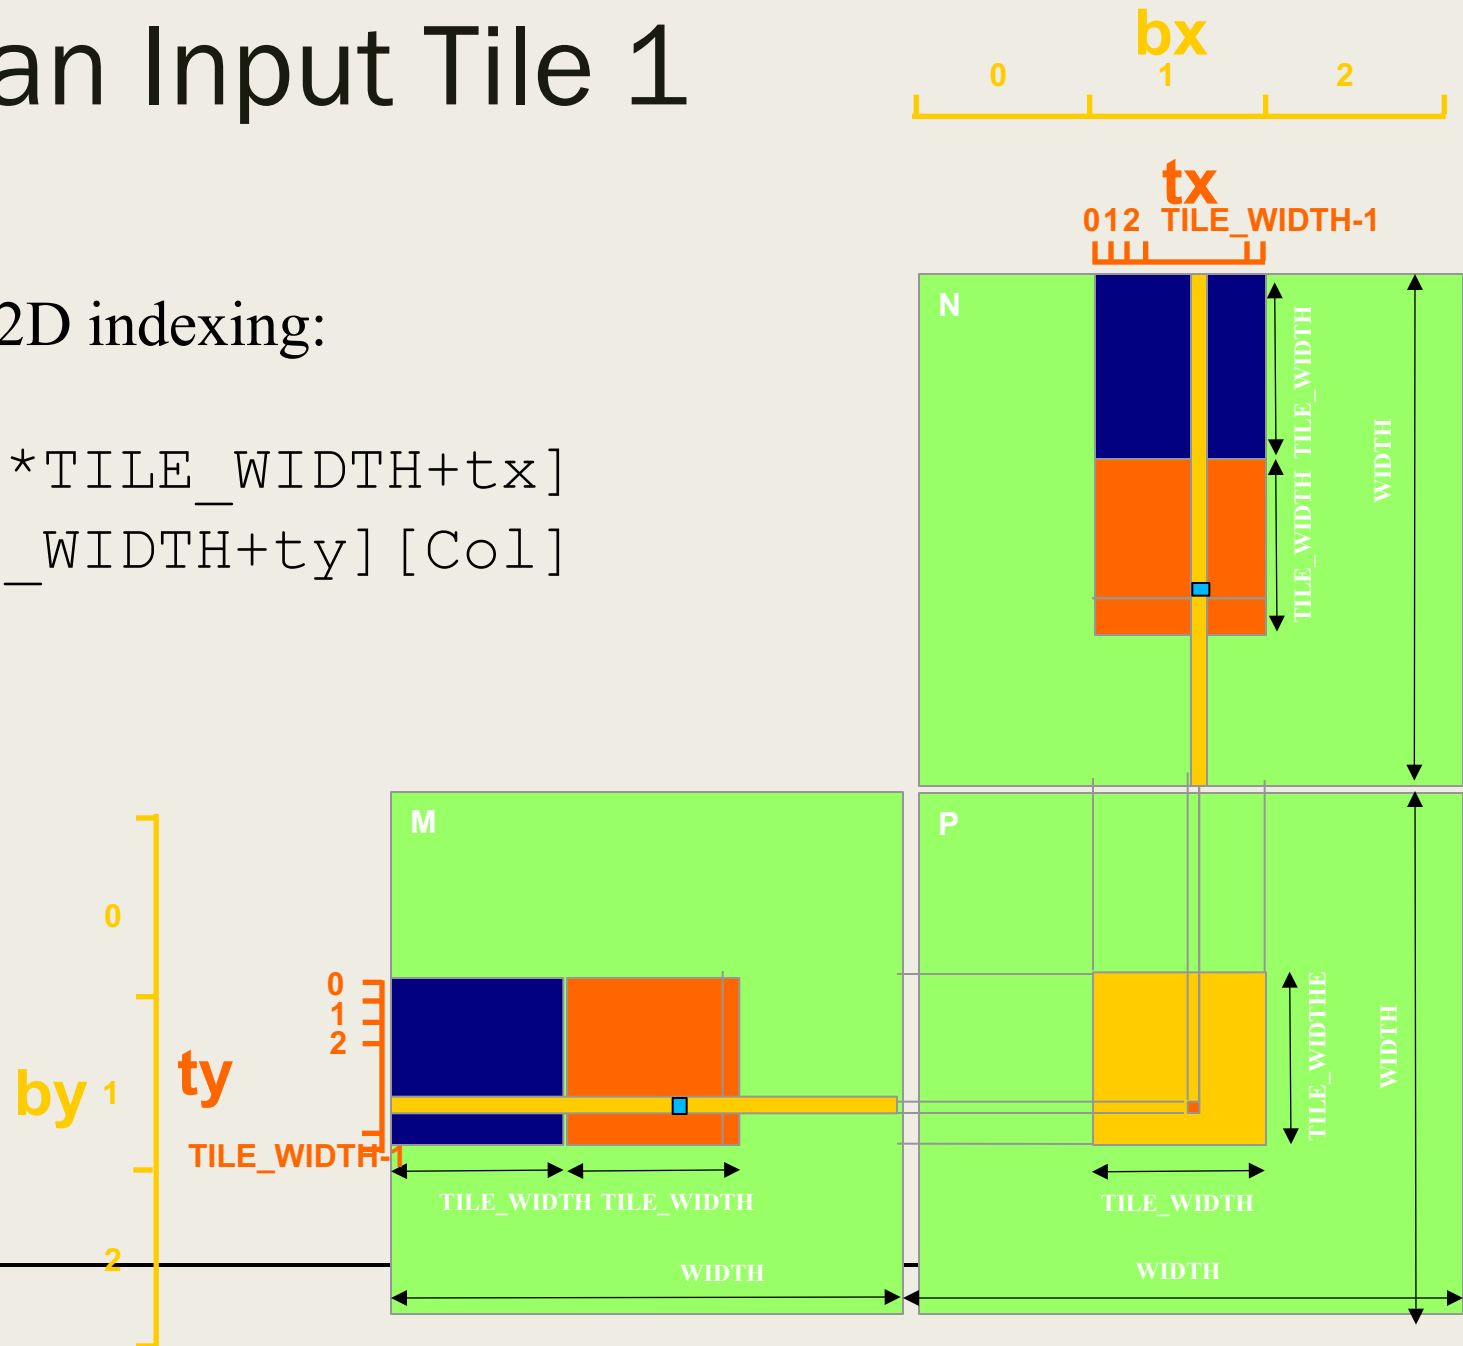 an Input Tile 1
bx
0 1 2
tx
012 TILE_WIDTH-1
2D indexing:
*TILE_WIDTH+tx]
_WIDTH+ty][Col]
N
TILE_WIDTH
TILE_WIDTH
WIDTH
M
P
0
1
2
by
ty
0
1
2
TILE_WIDTH-1
TILE_WIDTH TILE_WIDTH
WIDTH
TILE_WIDTHE
WIDTH
TILE_WIDTH
WIDTH